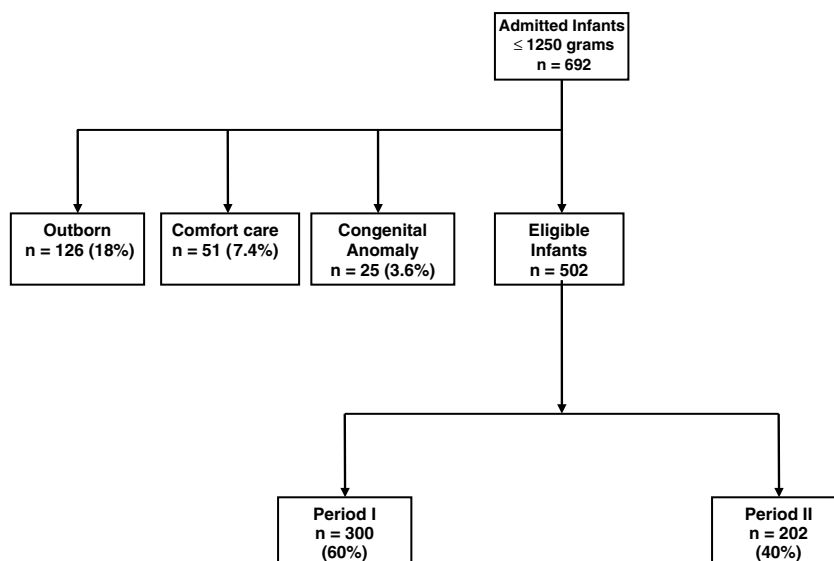 Admitted Infants
≤ 1250 grams
n = 692
Outborn
n = 126 (18%)
Comfort care
n = 51 (7.4%)
Congenital
Anomaly
n = 25 (3.6%)
Eligible
Infants
n = 502
Period I
n = 300
(60%)
Period II
n = 202
(40%)